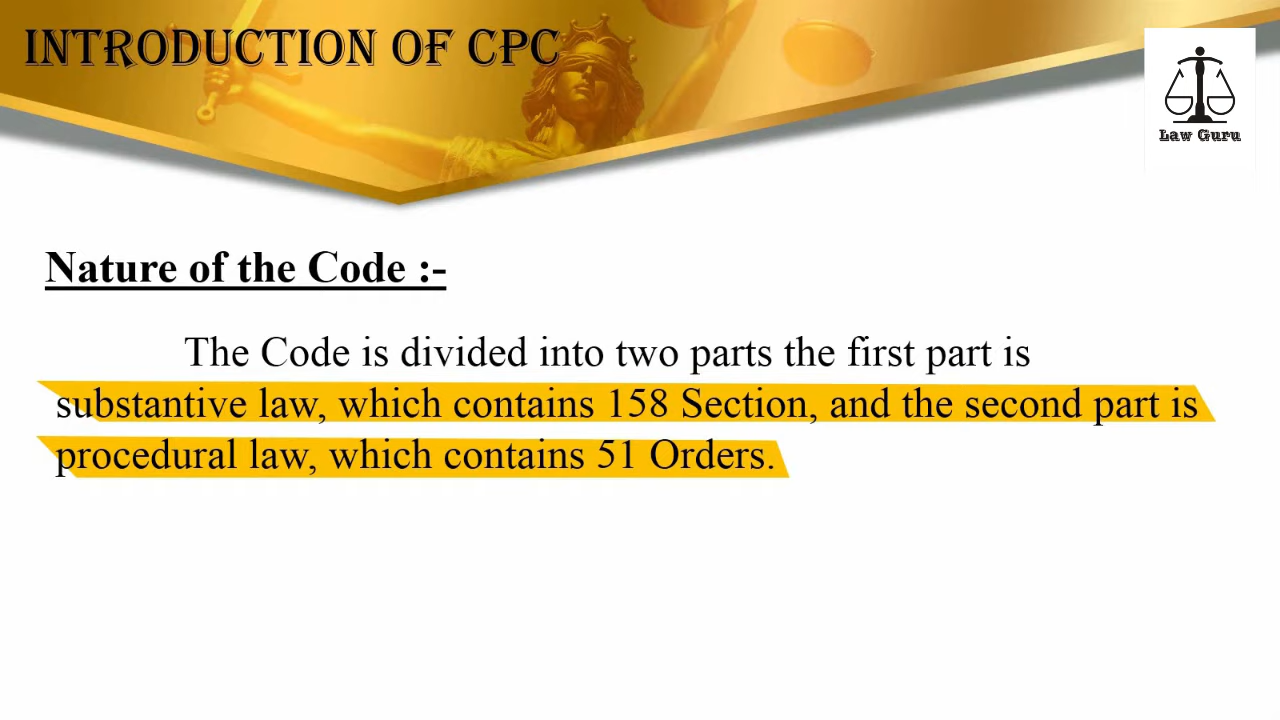 INTRODUCTION OF CPC
Law Guru
Nature of the Code :-
The Code is divided into two parts the first part is
substantive law, which contains 158 Section, and the second part is
procedural law, which contains 51 Orders.